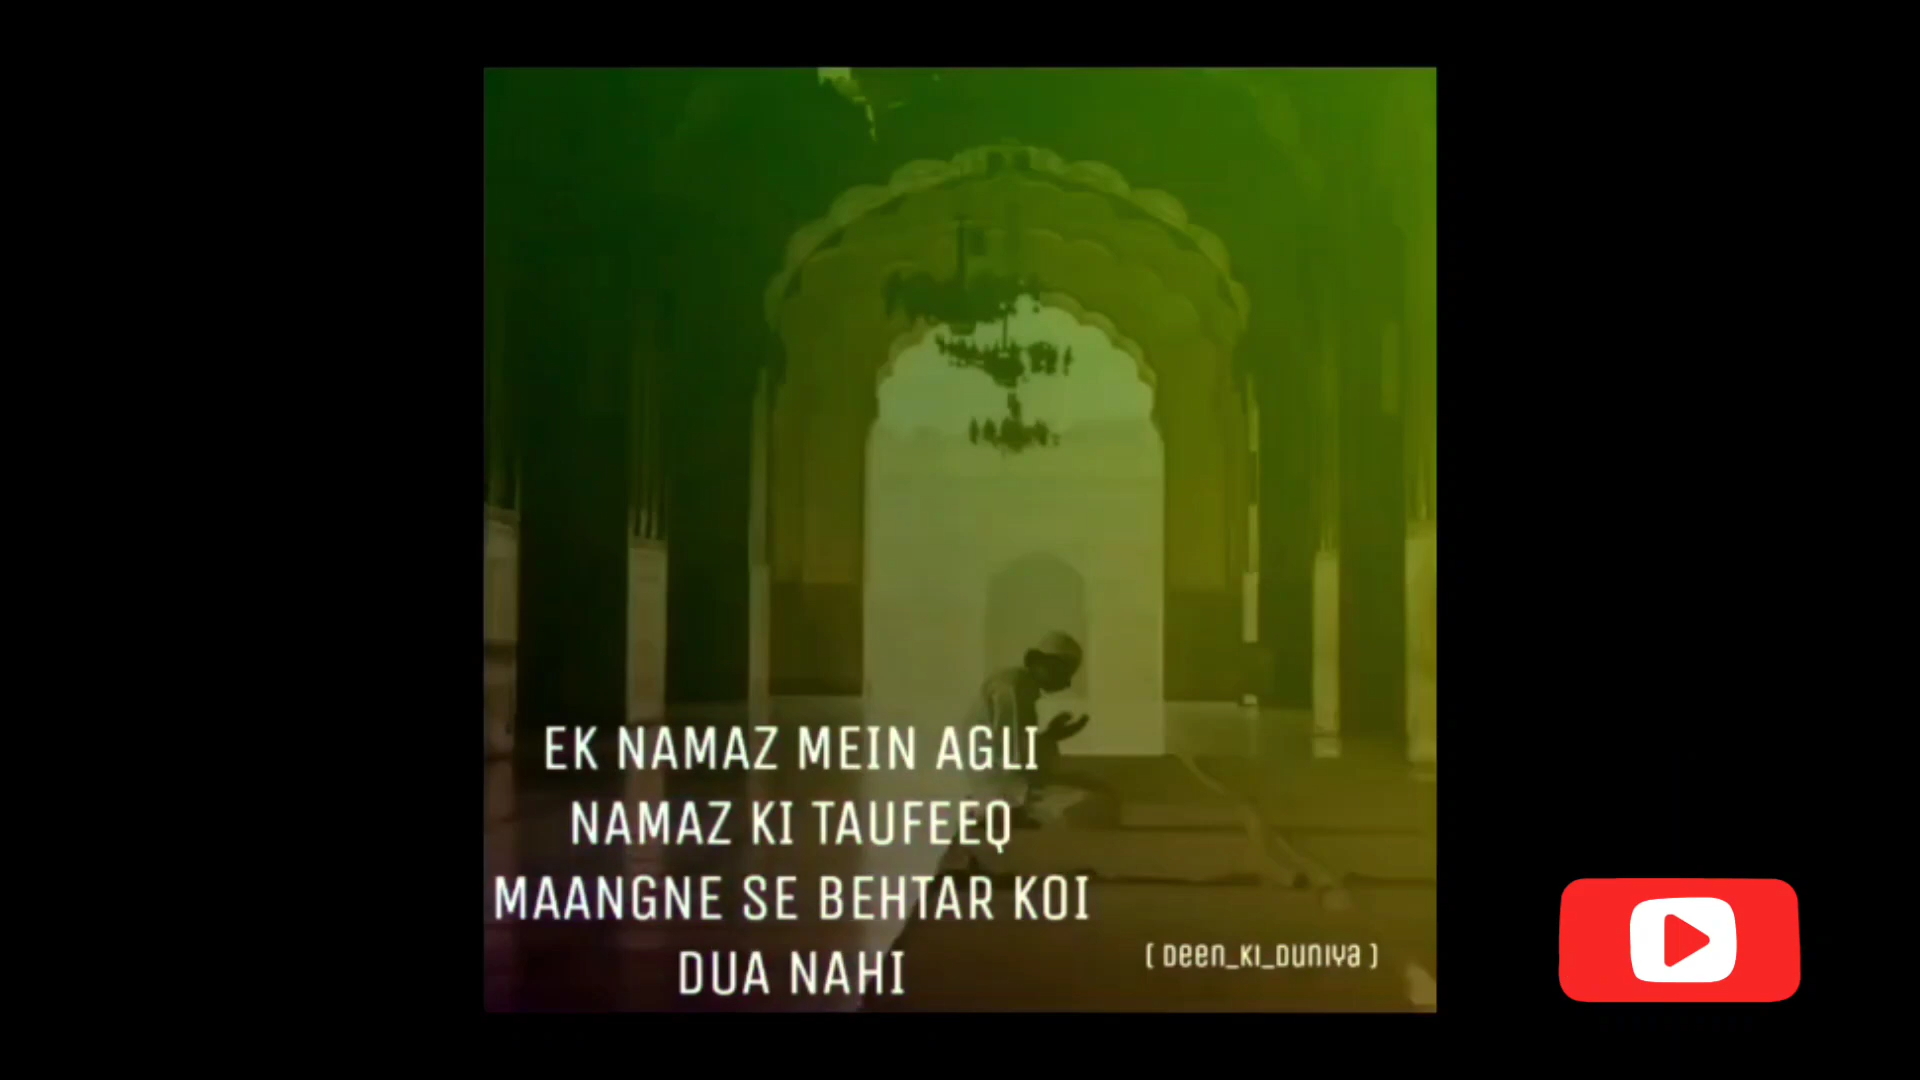 EK NAMAZ MEIN AGLI
NAMAZ KI TAUFEEQ
MAANGNE SE BEHTAR KOI
DUA NAHI
( Deen_Ki_Duniya )